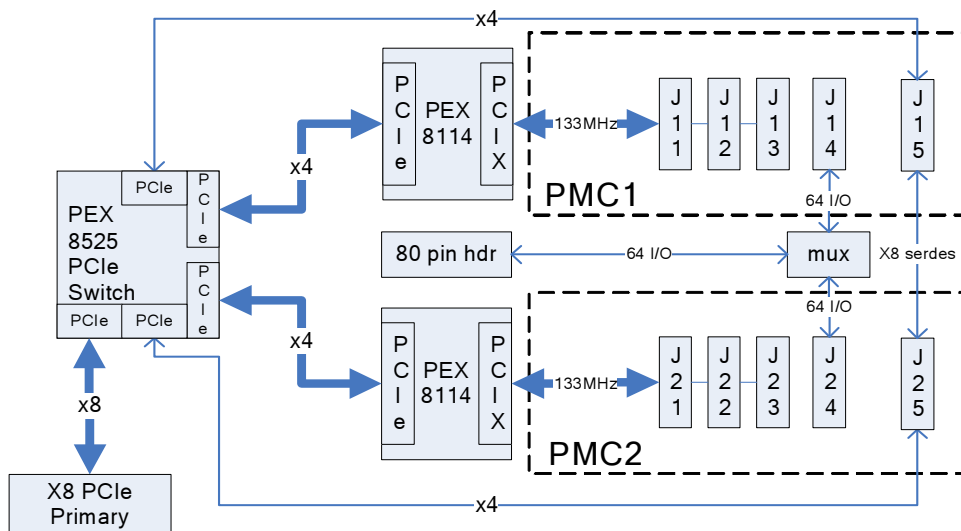 x4
PCIe
PEX
8114
PCIX
133MHz
J11
J12
J13
J14
J15
PMC1
x4
PCIe
PCIe
PEX
8525
PCIe
Switch
PCIe
PCIe
PCIe
64 I/O
80 pin hdr
64 I/O
mux
X8 serdes
64 I/O
x4
PCIe
PEX
8114
PCIX
133MHz
J21
J22
J23
J24
J25
PMC2
x8
X8 PCIe
Primary
x4